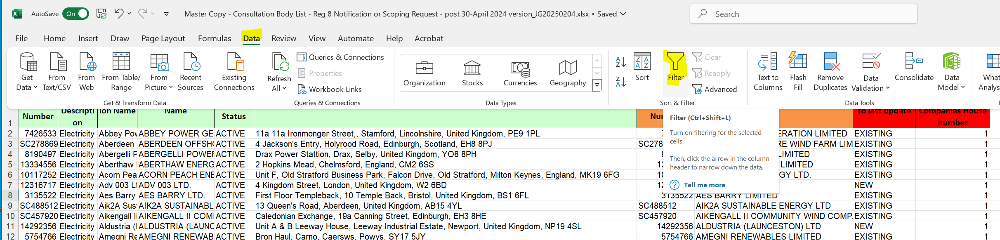 AutoSave On Master Copy - Consultation Body List - Reg 8 Notification or Scoping Request - post 30-April 2024 version_JG20250204.xlsx • Saved Search
File Home Insert Draw Page Layout Formulas Data Review View Automate Help Acrobat
Get Data
From Text/CSV
From Web
From Table/ Range
From Picture
Recent Sources
Existing Connections
Get & Transform Data
Refresh All
Queries & Connections
Properties
Workbook Links
Queries & Connections
Organization
Stocks
Currencies
Geography
Data Types
Sort
Filter
Clear
Reapply
Advanced
Sort & Filter
Text to Columns
Flash Fill
Remove Duplicates
Data Validation
Consolidate
Data Model
What
Analys
Data Tools
Number Descripti on ion Name Name Status Nu to last update Companies House number
Filter (Ctrl+Shift+L)
Turn on filtering for the selected
cells.
Then, click the arrow in the column
header to narrow down the data.
Tell me more
1
2 7426533 Electricity Abbey Pov ABBEY POWER GE ACTIVE 11a 11a Ironmonger Street,, Stamford, Lincolnshire, United Kingdom, PE9 1PL 7 ERATION LIMITED EXISTING 1
3 SC278869 Electricity Aberdeen ABERDEEN OFFSH ACTIVE 4 Jackson's Entry, Holyrood Road, Edinburgh, Scotland, EH8 8PJ SC278 RE WIND FARM LIM EXISTING 1
4 8190497 Electricity Abergelli P ABERGELLI POWER ACTIVE Drax Power Stattion, Drax, Selby, United Kingdom, YO8 8PH 8 LIMITED EXISTING 1
5 13334556 Electricity Aberthaw ABERTHAW ENERG ACTIVE 2 Hopkins Mead, Chelmsford, England, CM2 6SS 13 LIMITED EXISTING 1
6 10117252 Electricity Acorn Pea ACORN PEACH ENE ACTIVE Unit F, Old Stratford Business Park, Falcon Drive, Old Stratford, Milton Keynes, England, MK19 6FG 10 GY LTD. EXISTING 1
7 12316717 Electricity Adv 003 Lt ADV 003 LTD. ACTIVE 4 Kingdom Street, London, United Kingdom, W2 6BD 12 NEW 1
8 3135522 Electricity Aes Barry AES BARRY LTD. ACTIVE First Floor Templeback, 10 Temple Back, Bristol, United Kingdom, BS1 6FL 3135522 AES BARRY LIMITED EXISTING 1
9 SC488512 Electricity Aik2A Sus AIK2A SUSTAINABL ACTIVE 13 Queen's Road, Aberdeen, United Kingdom, AB15 4YL SC488512 AIK2A SUSTAINABLE ENERGY LTD EXISTING 1
10 SC457920 Electricity Aikengall Ii AIKENGALL II COMI ACTIVE Caledonian Exchange, 19a Canning Street, Edinburgh, EH3 8HE SC457920 AIKENGALL II COMMUNITY WIND COMP EXISTING 1
11 14292356 Electricity Aldustria (I ALDUSTRIA (LAUNC ACTIVE Unit A & B Leeway House, Leeway Industrial Estate, Newport, United Kingdom, NP19 4SL 14292356 ALDUSTRIA (LAUNCESTON) LTD NEW 1
12 5754766 Electricity Amegni Re AMEGNI RENEWAB ACTIVE Bron Haul, Carno, Caersws, Powys, SY17 5JY 5754766 AMEGNI RENEWABLES LIMITED EXISTING 1